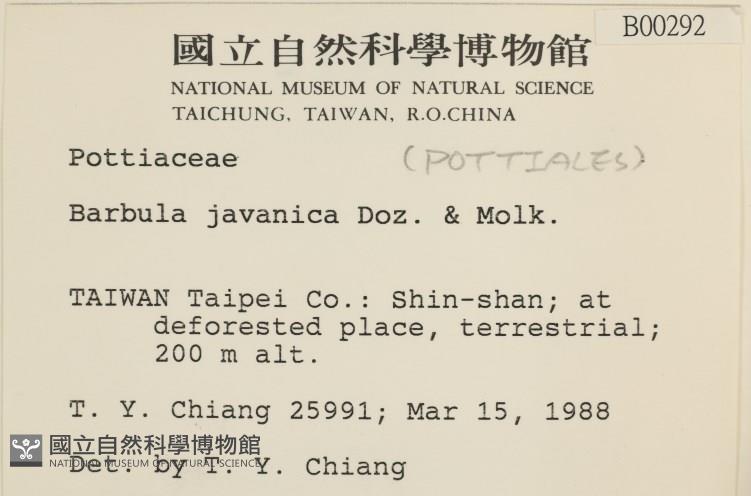 B00292
國立自然科學博物館
NATIONAL MUSEUM OF NATURAL SCIENCE
TAICHUNG, TAIWAN, R.O.CHINA
Pottiaceae (POTTIALES)
Barbula javanica Doz. & Molk.
TAIWAN Taipei Co.: Shin-shan; at
deforested place, terrestrial;
200 m alt.
T. Y. Chiang 25991; Mar 15, 1988
國立自然科學博物館
NATIONAL MUSEUM OF NATURAL SCIENCE
Det. by T. Y. Chiang